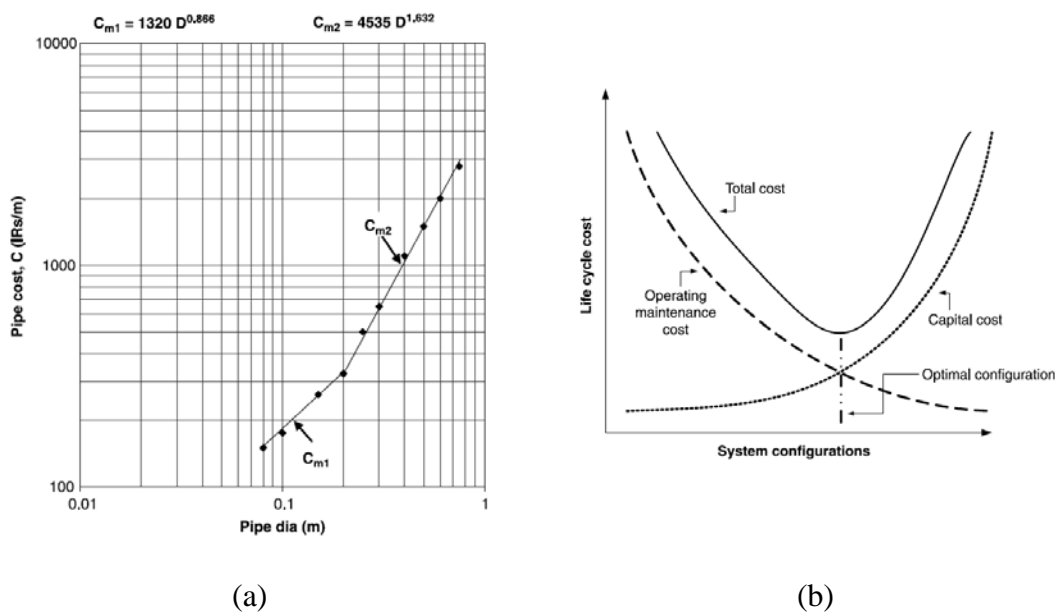 C_m1 = 1320 D^0.866
C_m2 = 4535 D^1.632
10000
1000
100
0.01
0.1
1
Pipe cost, C (IRs/m)
Pipe dia (m)
C_m2
C_m1
(a)
Life cycle cost
Total cost
Operating
maintenance
cost
Capital cost
Optimal configuration
System configurations
(b)